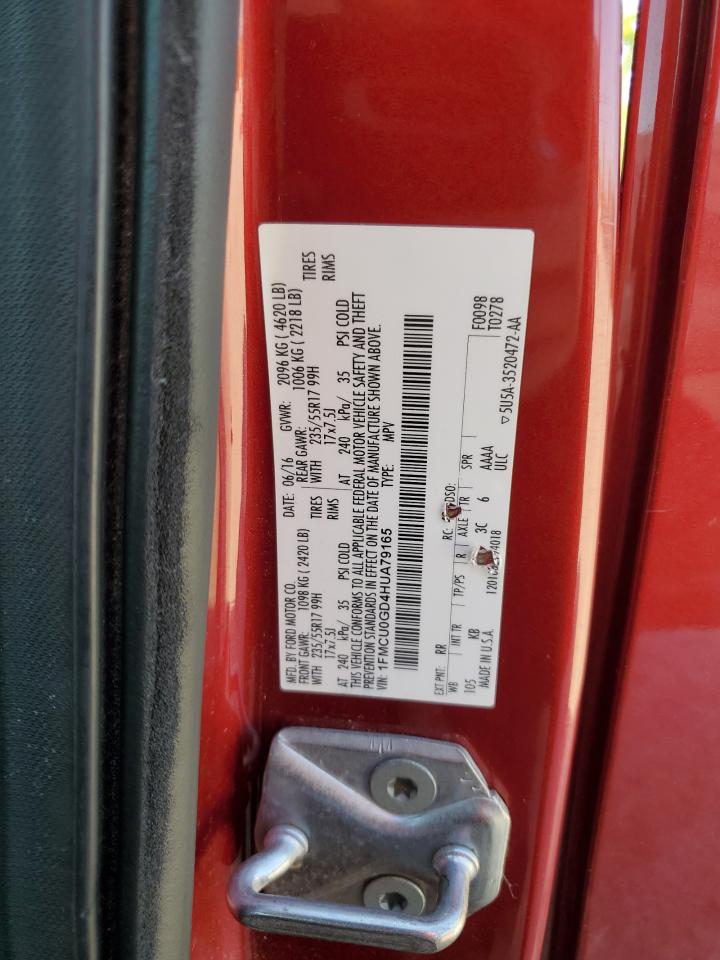 MFD. BY FORD MOTOR CO. DATE: 06/16 GVWR: 2096 KG ( 4620 LB)
FRONT GAWR: 1098 KG ( 2420 LB) REAR GAWR: 1006 KG ( 2218 LB)
235/55R17 99H TIRES WITH 235/55R17 99H TIRES
17x7.5J RIMS 17x7.5J RIMS
AT 240 kPa/ 35 PSI COLD AT 240 kPa/ 35 PSI COLD
THIS VEHICLE CONFORMS TO ALL APPLICABLE FEDERAL MOTOR VEHICLE SAFETY AND THEFT
PREVENTION STANDARDS IN EFFECT ON THE DATE OF MANUFACTURE SHOWN ABOVE.
VIN: 1FMCU0GD4HUA79165 TYPE: MPV
EXT PNT: RR RC: DSO: F0098
WB INT TR TP/PS R AXLE TR SPR T0278
105 KB 3C 6 AAAA
MADE IN U.S.A. ULC ▽5U5A-3520472-AA